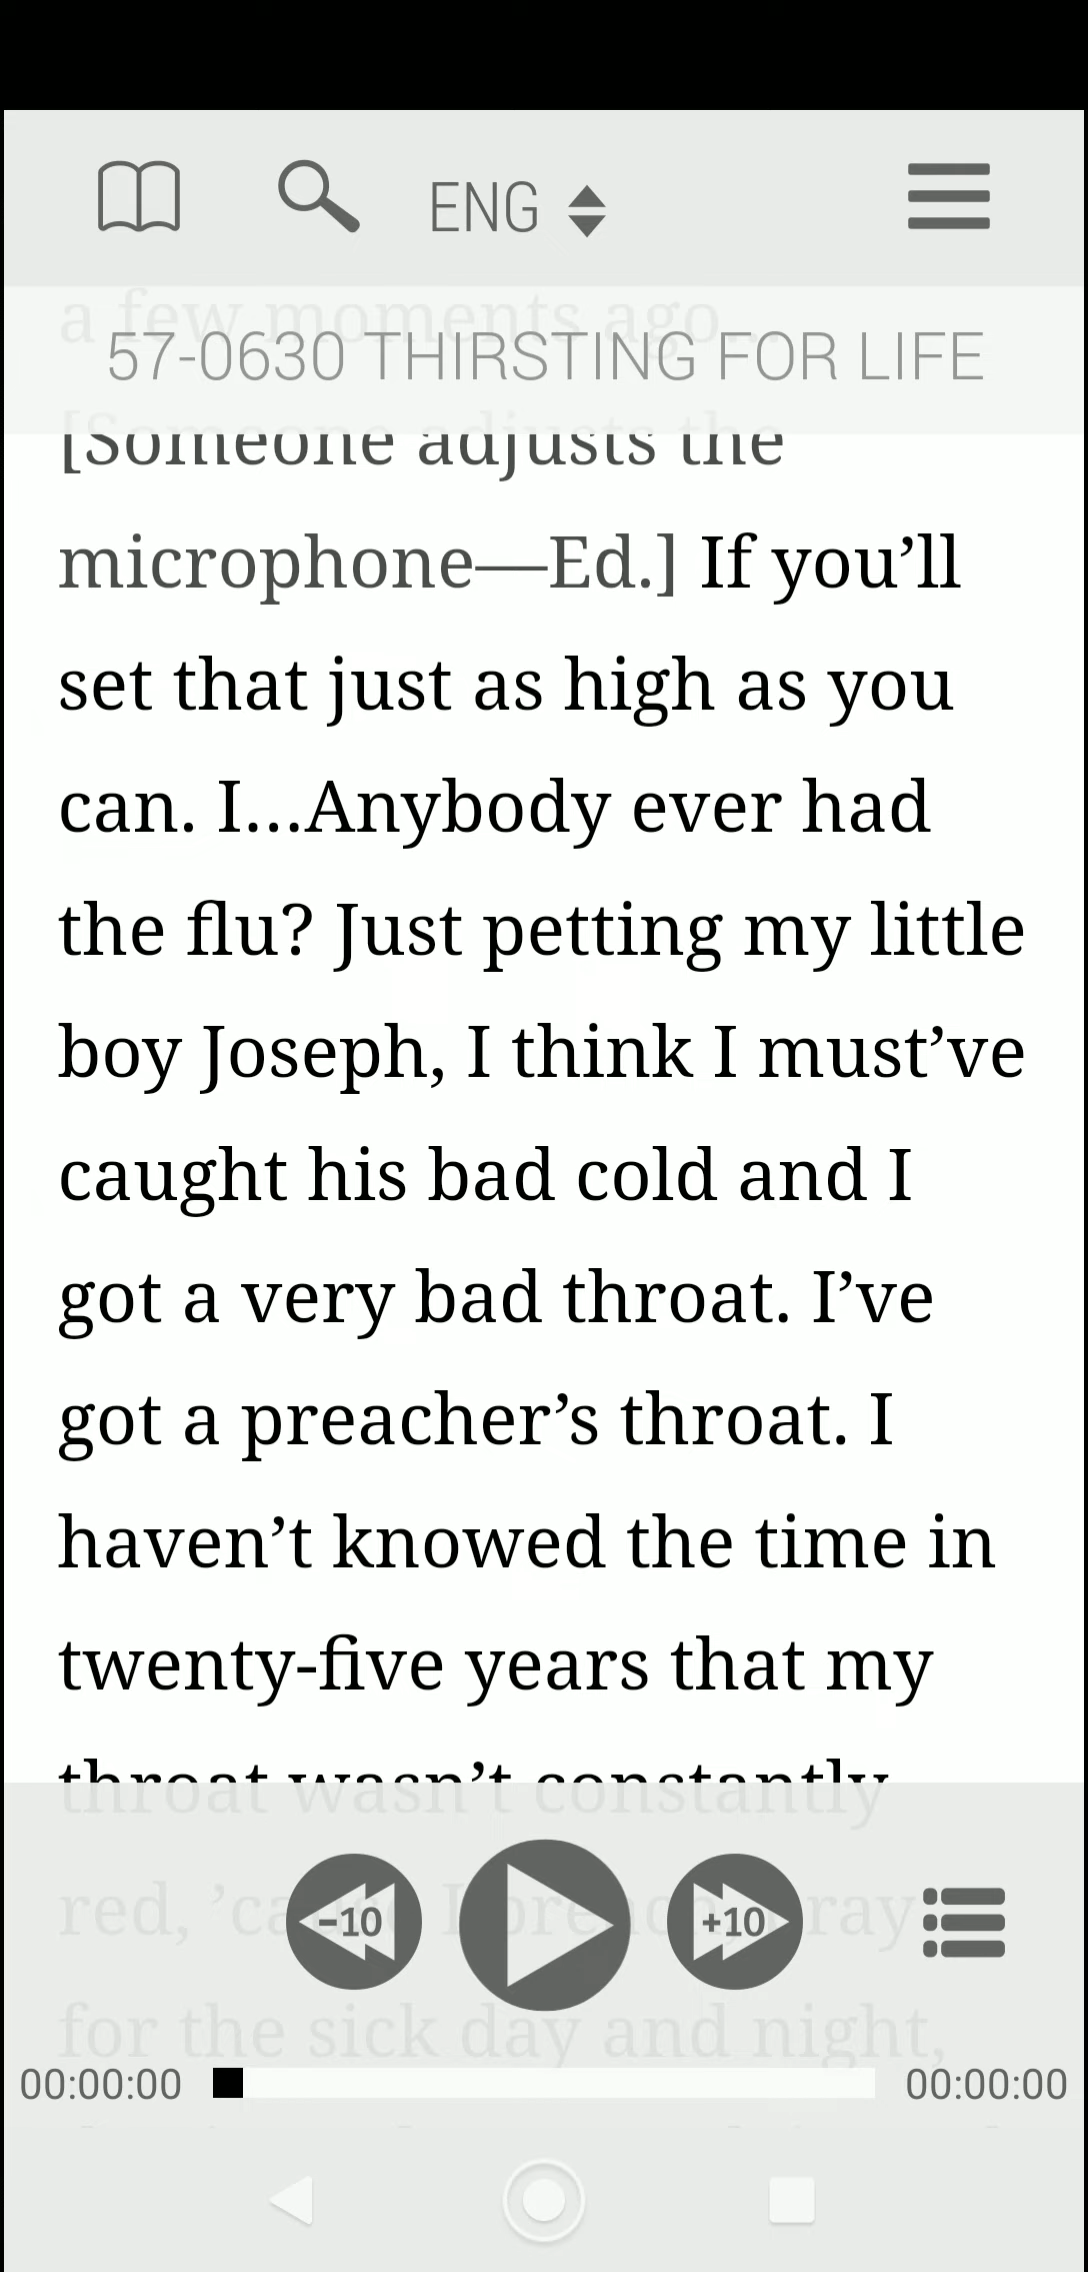 ENG
a few moments ago...
57-0630 THIRSTING FOR LIFE
[Someone adjusts the
microphone—Ed.] If you’ll
set that just as high as you
can. I…Anybody ever had
the flu? Just petting my little
boy Joseph, I think I must’ve
caught his bad cold and I
got a very bad throat. I’ve
got a preacher’s throat. I
haven’t knowed the time in
twenty-five years that my
throat wasn’t constantly
red, ’cause I preach, pray
-10
+10
for the sick day and night,
00:00:00
00:00:00